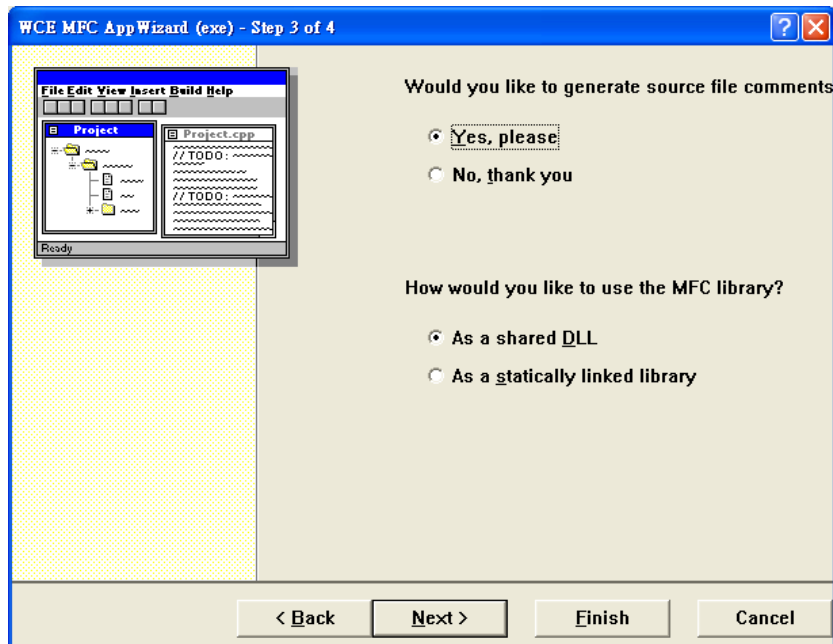 WCE MFC AppWizard (exe) - Step 3 of 4
File Edit View Insert Build Help
Project
Project.cpp
// TODO:
// TODO:
Ready
Would you like to generate source file comments
Yes, please
No, thank you
How would you like to use the MFC library?
As a shared DLL
As a statically linked library
< Back
Next >
Finish
Cancel